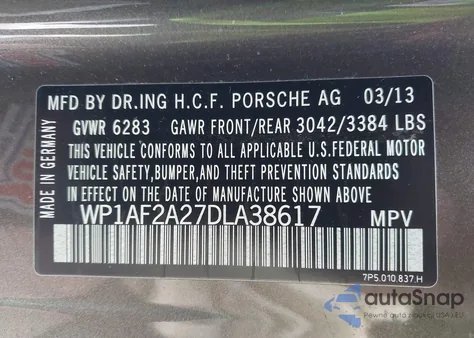 MFD BY DR.ING H.C.F. PORSCHE AG 03/13
GVWR 6283 GAWR FRONT/REAR 3042/3384 LBS
MADE IN GERMANY
THIS VEHICLE CONFORMS TO ALL APPLICABLE U.S.FEDERAL MOTOR
VEHICLE SAFETY,BUMPER,AND THEFT PREVENTION STANDARDS
IN EFFECT ON THE DATE OF MANUFACTURE SHOWN ABOVE.
WP1AF2A27DLA38617 MPV
7P5.010.837.H
autoSnap